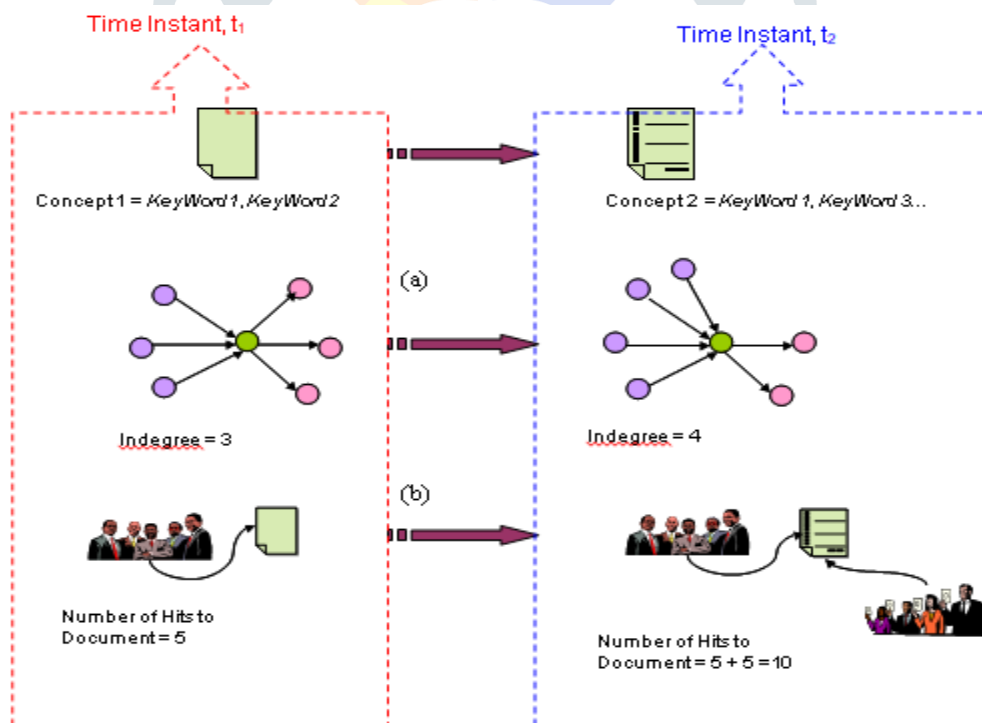 Time Instant, t₁
Time Instant, t₂
Concept 1 = KeyWord 1, KeyWord 2
Concept 2 = KeyWord 1, KeyWord 3...
(a)
Indegree = 3
Indegree = 4
(b)
Number of Hits to
Document = 5
Number of Hits to
Document = 5 + 5 = 10